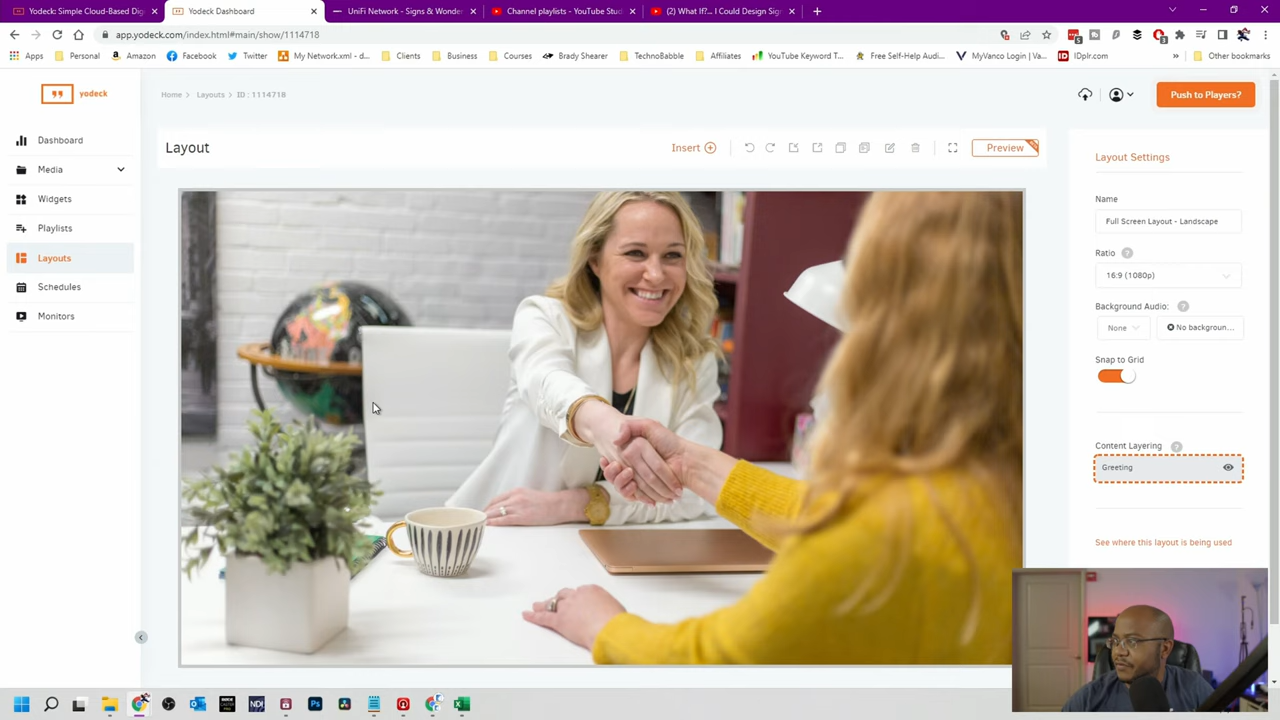 Yodeck: Simple Cloud-Based Digi
Yodeck Dashboard
UniFi Network - Signs & Wonder
Channel playlists - YouTube Stud
(2) What If?... I Could Design Sign
app.yodeck.com/index.html#main/show/1114718
Apps
Personal
Amazon
Facebook
Twitter
My Network.xml - d...
Clients
Business
Courses
Brady Shearer
TechnoBabble
Affiliates
YouTube Keyword T...
Free Self-Help Audi...
MyVanco Login | Va...
IDplr.com
»
Other bookmarks
yodeck
Home > Layouts > ID : 1114718
Push to Players?
Dashboard
Media
Widgets
Playlists
Layouts
Schedules
Monitors
Layout
Insert
Preview
Layout Settings
Name
Full Screen Layout - Landscape
Ratio ?
16:9 (1080p)
Background Audio: ?
None
No backgroun...
Snap to Grid
Content Layering ?
Greeting
See where this layout is being used